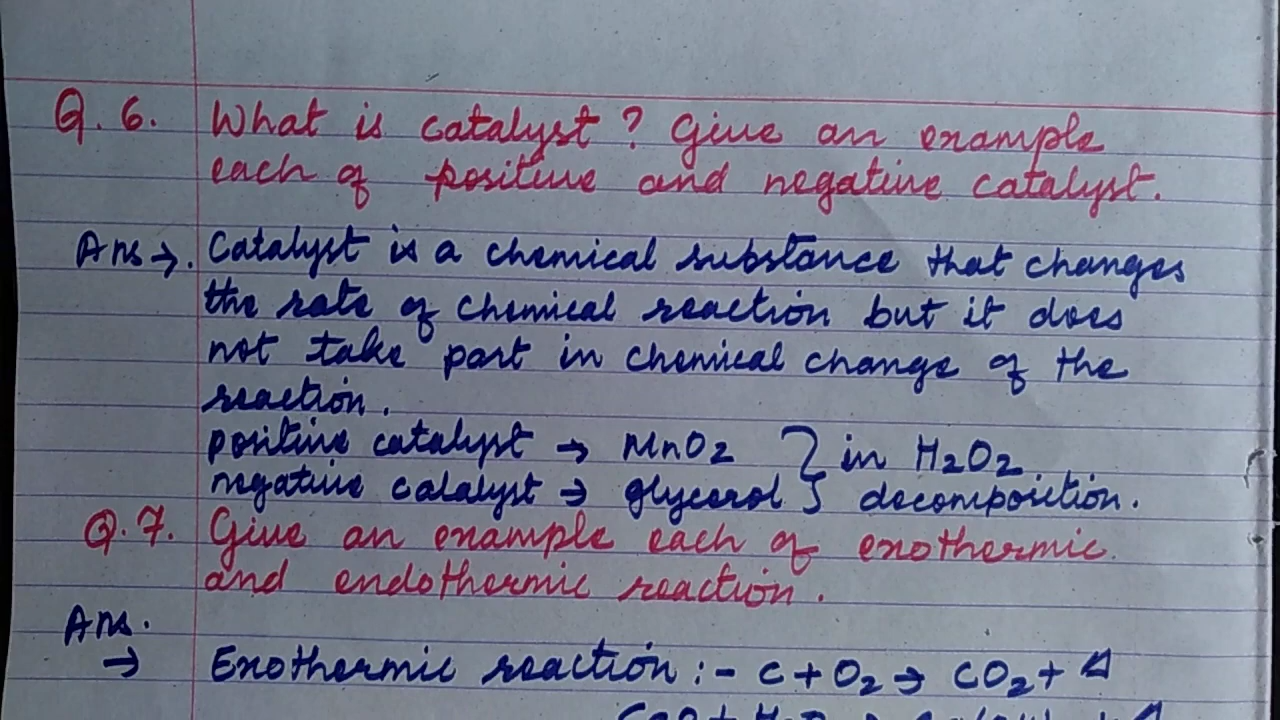 Q. 6. What is catalyst ? Give an example
each of positive and negative catalyst.
Ans →. Catalyst is a chemical substance that changes
the rate of chemical reaction but it does
not take part in chemical change of the
reaction.
positive catalyst → MnO2 } in H2O2
negative catalyst → glycerol } decomposition.
Q.7. Give an example each of exothermic
and endothermic reaction.
Ans.
→ Exothermic reaction :- C + O2 → CO2 + Δ